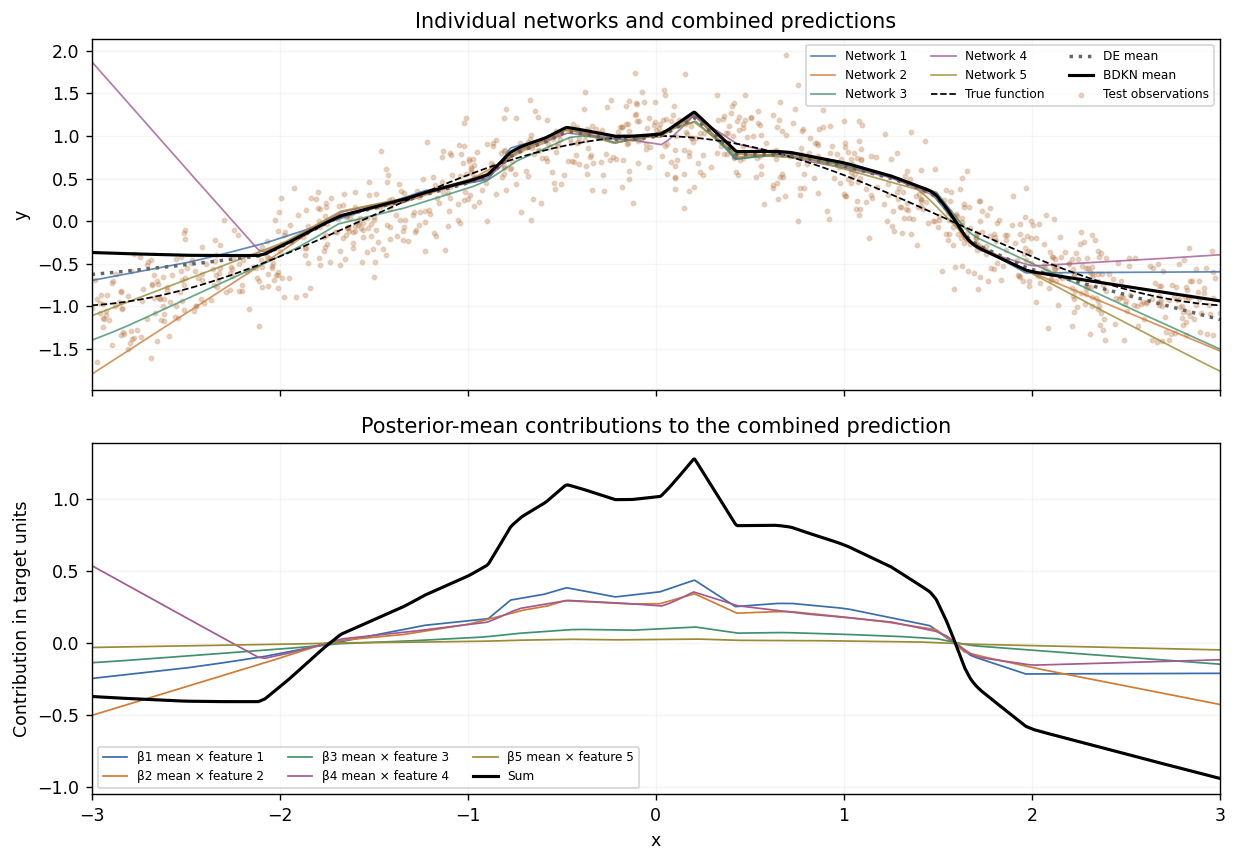 Individual networks and combined predictions
2.0
1.5
1.0
0.5
0.0
−0.5
−1.0
−1.5
y
Network 1
Network 2
Network 3
Network 4
Network 5
True function
DE mean
BDKN mean
Test observations
Posterior-mean contributions to the combined prediction
1.0
0.5
0.0
−0.5
−1.0
Contribution in target units
β1 mean × feature 1
β2 mean × feature 2
β3 mean × feature 3
β4 mean × feature 4
β5 mean × feature 5
Sum
−3 −2 −1 0 1 2 3
x